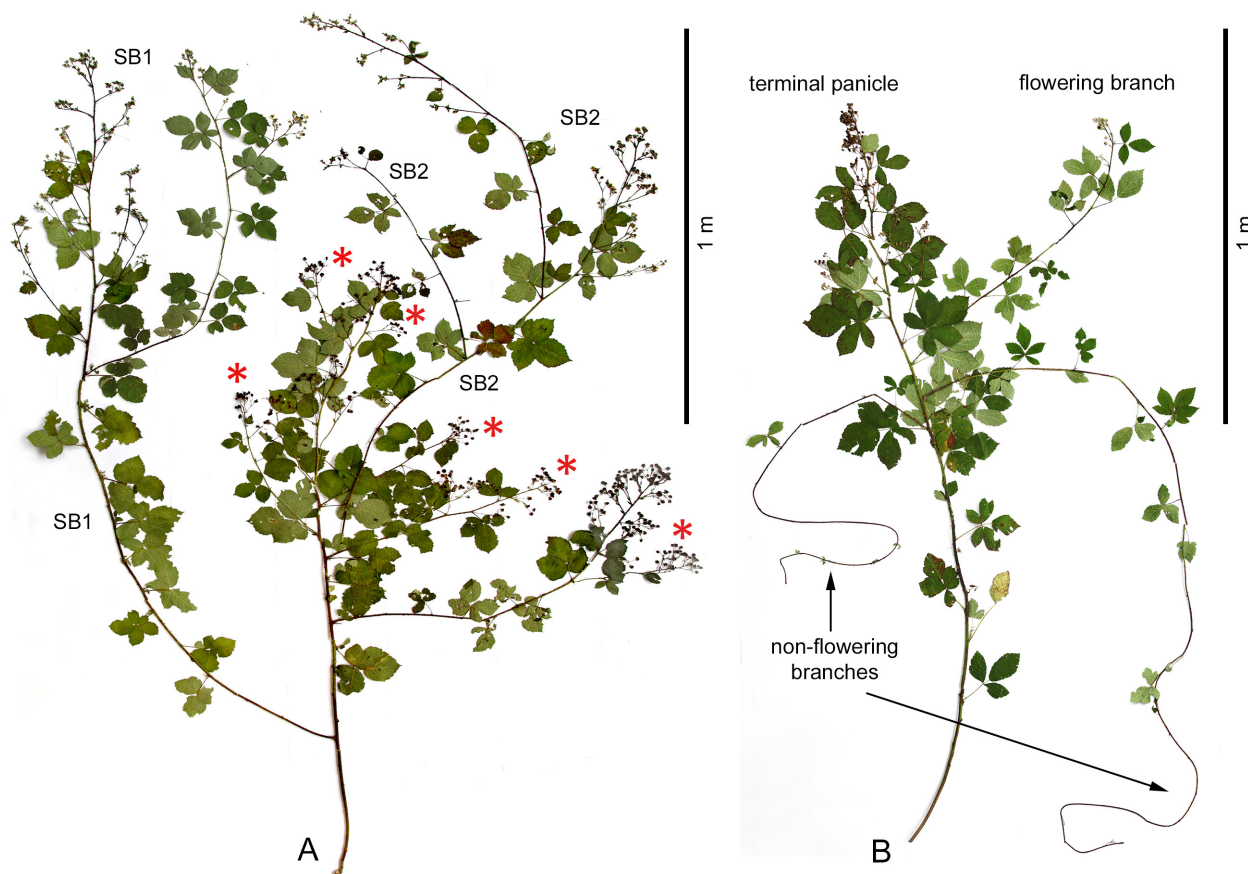 SB1
SB2
SB2
SB2
SB1
A
1 m
terminal panicle
flowering branch
non-flowering
branches
B
1 m